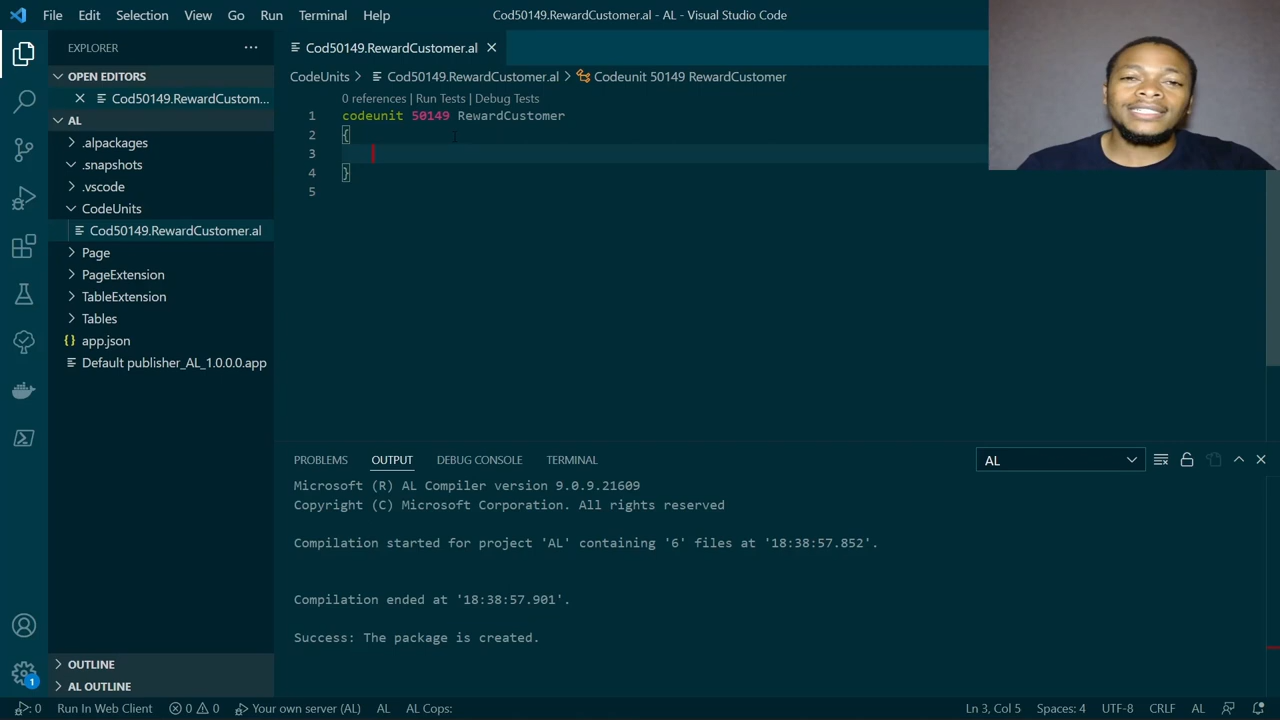 File Edit Selection View Go Run Terminal Help Cod50149.RewardCustomer.al - AL - Visual Studio Code
EXPLORER
OPEN EDITORS
Cod50149.RewardCustom...
AL
.alpackages
.snapshots
.vscode
CodeUnits
Cod50149.RewardCustomer.al
Page
PageExtension
TableExtension
Tables
{} app.json
Default publisher_AL_1.0.0.0.app
OUTLINE
AL OUTLINE
1
Cod50149.RewardCustomer.al
CodeUnits > Cod50149.RewardCustomer.al > Codeunit 50149 RewardCustomer
0 references | Run Tests | Debug Tests
1 codeunit 50149 RewardCustomer
2 {
3
4 }
5
PROBLEMS OUTPUT DEBUG CONSOLE TERMINAL AL
Microsoft (R) AL Compiler version 9.0.9.21609
Copyright (C) Microsoft Corporation. All rights reserved
Compilation started for project 'AL' containing '6' files at '18:38:57.852'.
Compilation ended at '18:38:57.901'.
Success: The package is created.
: 0 Run In Web Client 0 0 Your own server (AL) AL AL Cops: Ln 3, Col 5 Spaces: 4 UTF-8 CRLF AL